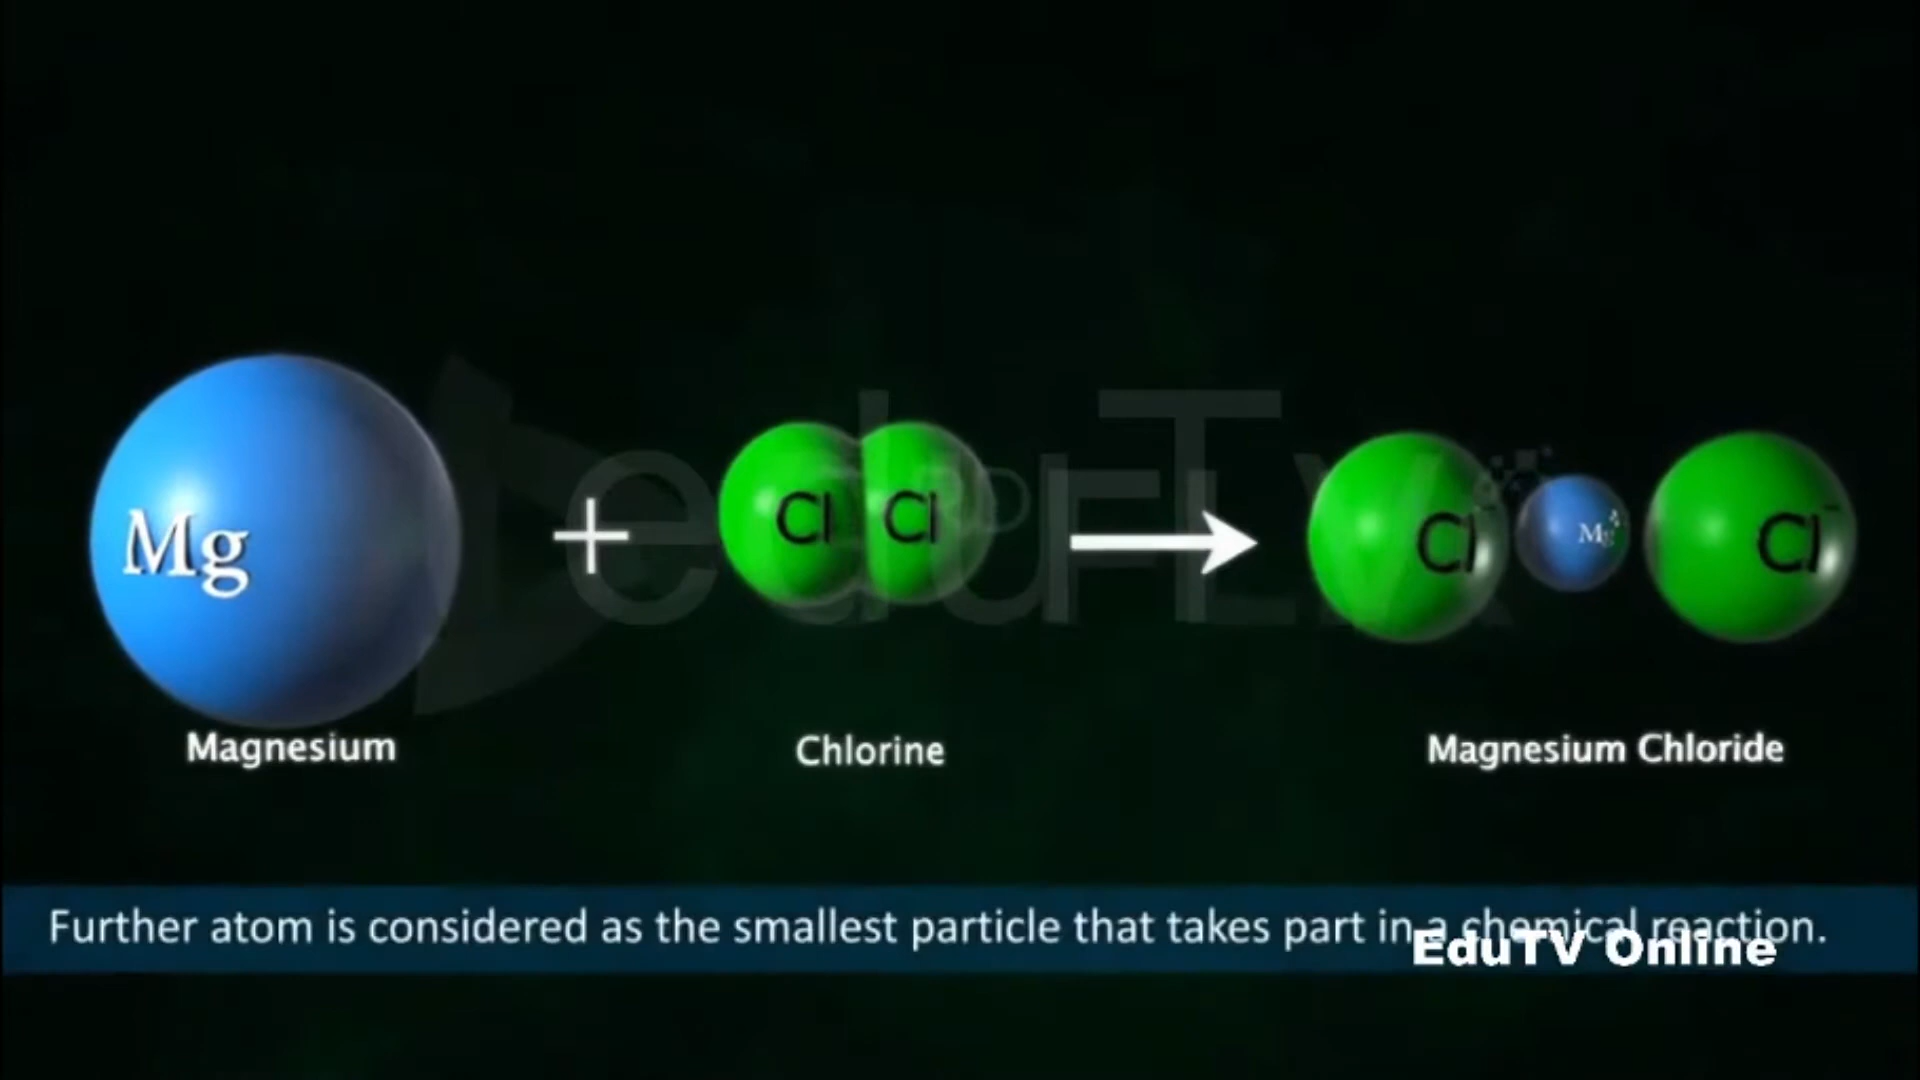 Mg
+
Cl Cl
Cl⁻
Mg
Cl⁻
Magnesium
Chlorine
Magnesium Chloride
Further atom is considered as the smallest particle that takes part in a chemical reaction.
EduTV Online